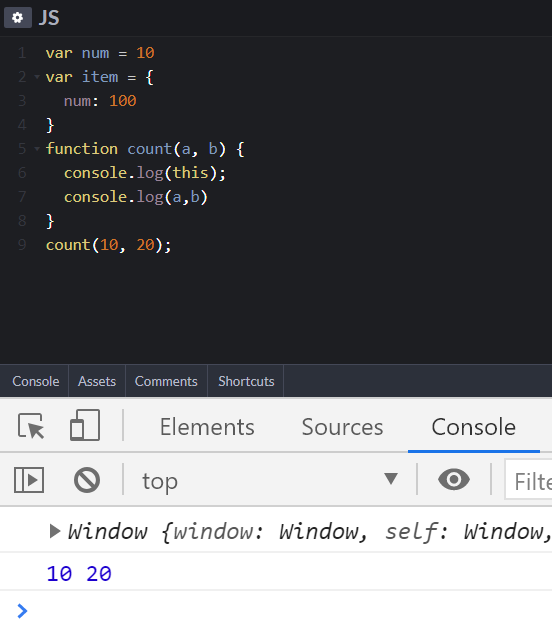 JS
1 var num = 10
2 var item = {
3   num: 100
4 }
5 function count(a, b) {
6   console.log(this);
7   console.log(a,b)
8 }
9 count(10, 20);
Console Assets Comments Shortcuts
Elements Sources Console
top Filte
Window {window: Window, self: Window,
10 20